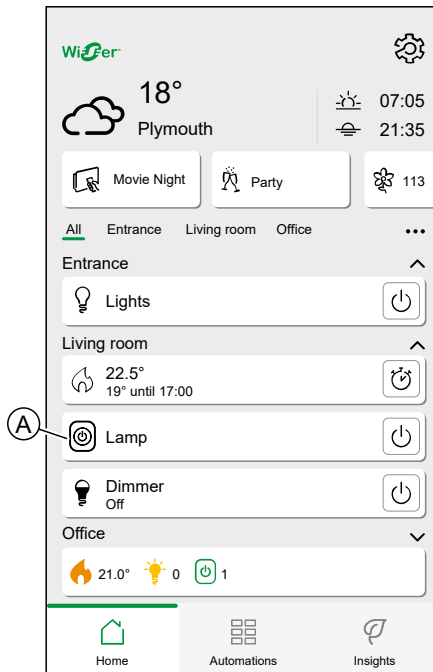 Wiser
18°
Plymouth
07:05
21:35
Movie Night
Party
113
All Entrance Living room Office
Entrance
Lights
Living room
22.5°
19° until 17:00
A
Lamp
Dimmer
Off
Office
21.0° 0 1
Home Automations Insights